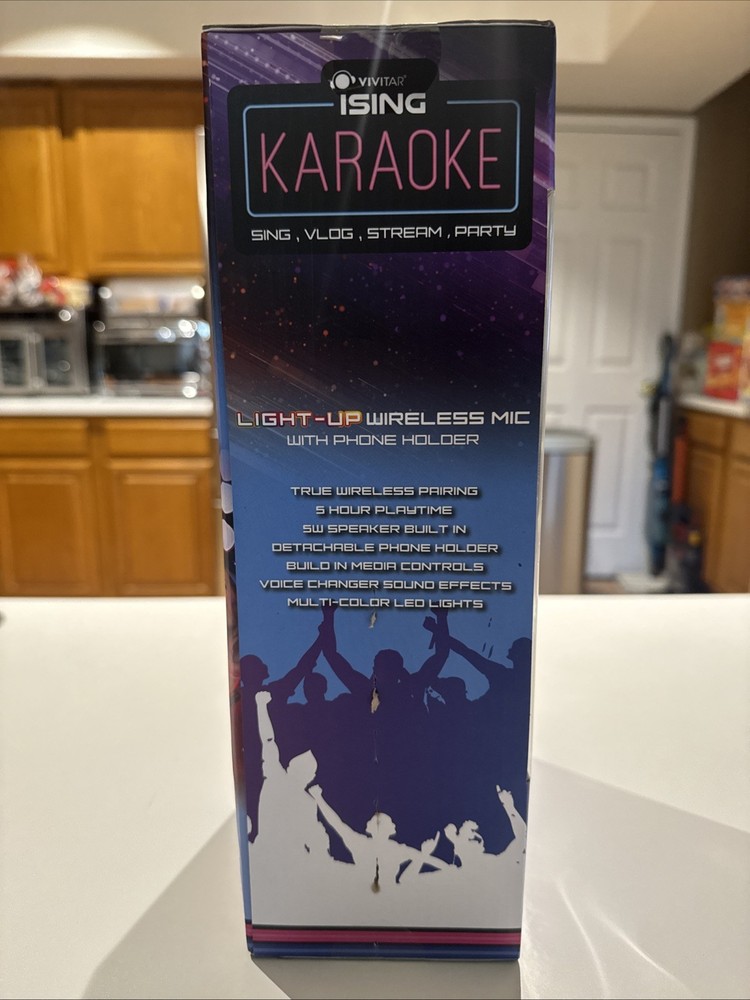 VIVITAR
ISING
KARAOKE
SING , VLOG , STREAM , PARTY
LIGHT-UP WIRELESS MIC
WITH PHONE HOLDER
TRUE WIRELESS PAIRING
5 HOUR PLAYTIME
5W SPEAKER BUILT IN
DETACHABLE PHONE HOLDER
BUILD IN MEDIA CONTROLS
VOICE CHANGER SOUND EFFECTS
MULTI-COLOR LED LIGHTS